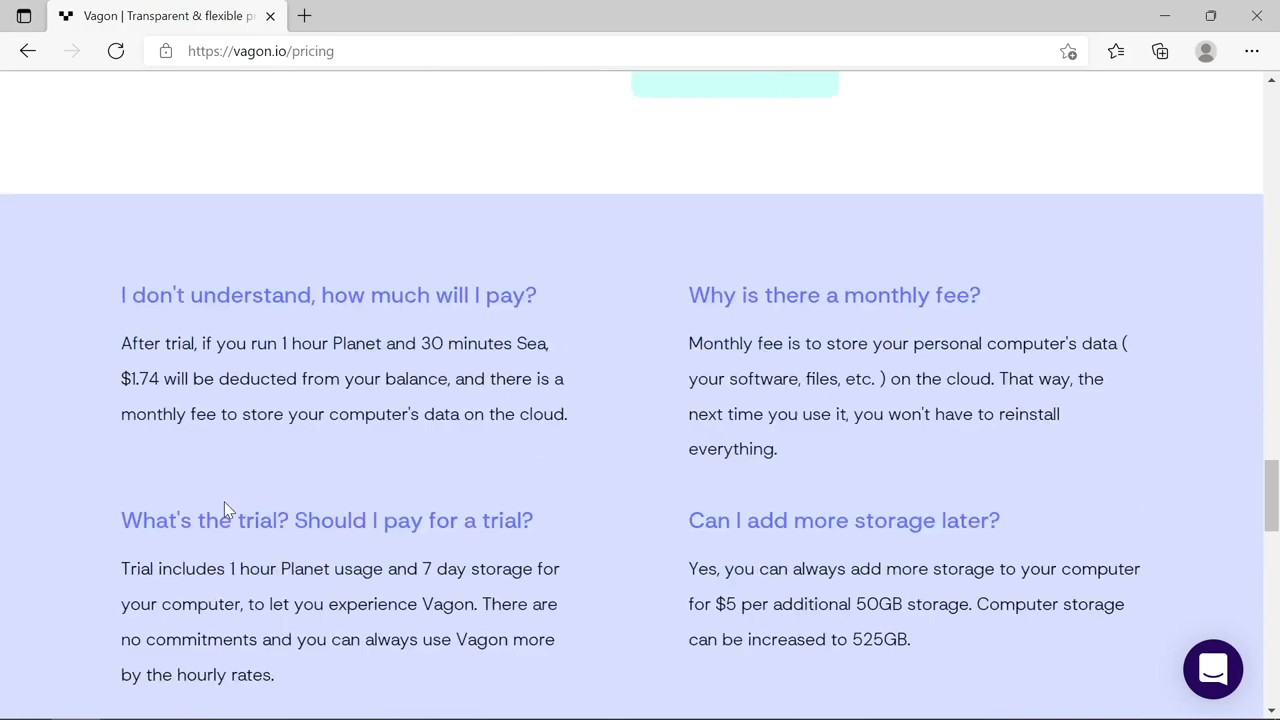 Vagon | Transparent & flexible pr
https://vagon.io/pricing
I don't understand, how much will I pay?
After trial, if you run 1 hour Planet and 30 minutes Sea,
$1.74 will be deducted from your balance, and there is a
monthly fee to store your computer's data on the cloud.
Why is there a monthly fee?
Monthly fee is to store your personal computer's data (
your software, files, etc. ) on the cloud. That way, the
next time you use it, you won't have to reinstall
everything.
What's the trial? Should I pay for a trial?
Trial includes 1 hour Planet usage and 7 day storage for
your computer, to let you experience Vagon. There are
no commitments and you can always use Vagon more
by the hourly rates.
Can I add more storage later?
Yes, you can always add more storage to your computer
for $5 per additional 50GB storage. Computer storage
can be increased to 525GB.